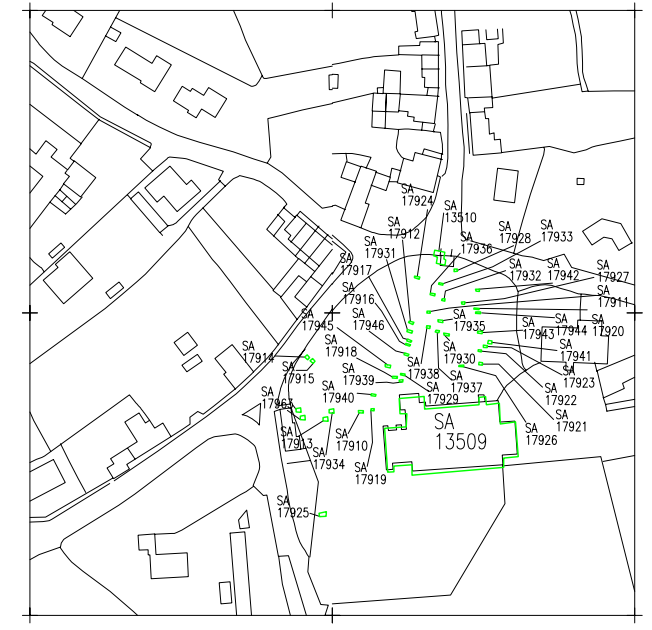 SA
17924
SA
13510
SA
17912
SA
17928
SA
17933
SA
17931
SA
17936
SA
17917
SA
17932
SA
17942
SA
17927
SA
17916
SA
17911
SA
17945
SA
17946
SA
17935
SA
17943
SA
17944
SA
17920
SA
17914
SA
17918
SA
17930
SA
17941
SA
17915
SA
17939
SA
17938
SA
17937
SA
17923
SA
17963
SA
17940
SA
17929
SA
17922
SA
13509
SA
17921
SA
17913
SA
17910
SA
17926
SA
17934
SA
17919
SA
17925